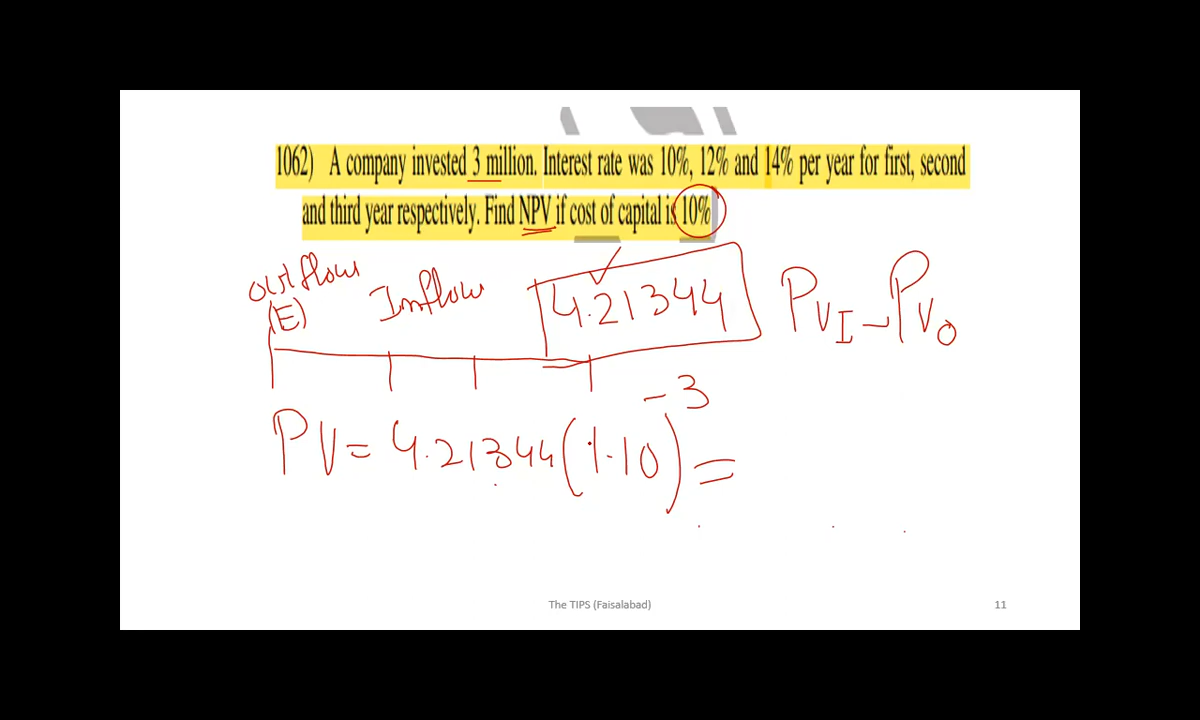 1062) A company invested 3 million. Interest rate was 10%, 12% and 14% per year for first, second
and third year respectively. Find NPV if cost of capital is 10%
outflow
(E)
Inflow
4.21344
PVI - PVO
PV = 4.21344 (1.10)^-3 =
The TIPS (Faisalabad)
11